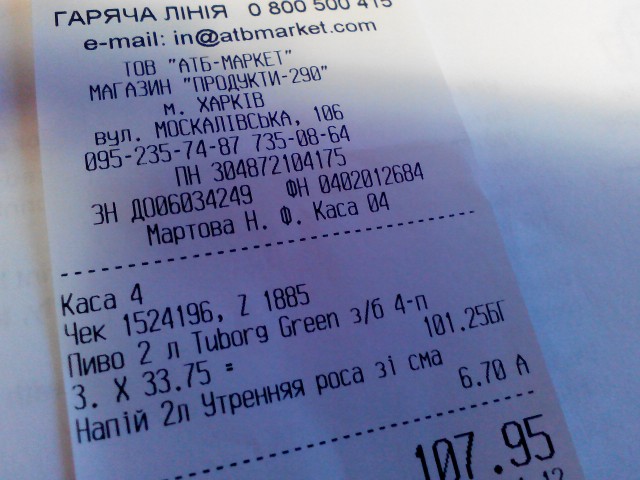 ГАРЯЧА ЛІНІЯ 0 800 500 415
e-mail: in@atbmarket.com
ТОВ "АТБ-МАРКЕТ"
МАГАЗИН "ПРОДУКТИ-290"
м. ХАРКІВ
вул. МОСКАЛІВСЬКА, 106
095-235-74-87 735-08-64
ПН 304872104175
ЗН ДО06034249 ФН 0402012684
Мартова Н. Ф. Каса 04
Каса 4
Чек 1524196, Z 1885
Пиво 2 л Tuborg Green з/б 4-п
3. X 33.75 = 101.25БГ
Напій 2л Утренняя роса зі сма
6.70 А
107.95